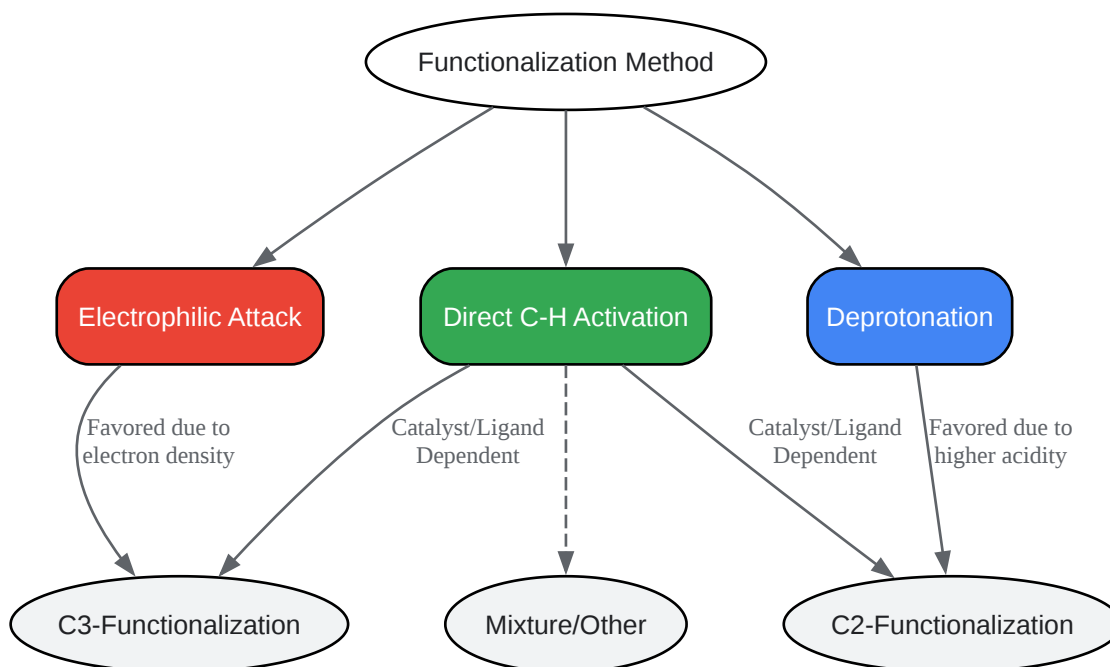 Functionalization Method
Electrophilic Attack
Direct C-H Activation
Deprotonation
Favored due to
electron density
Catalyst/Ligand
Dependent
Catalyst/Ligand
Dependent
Favored due to
higher acidity
C3-Functionalization
Mixture/Other
C2-Functionalization